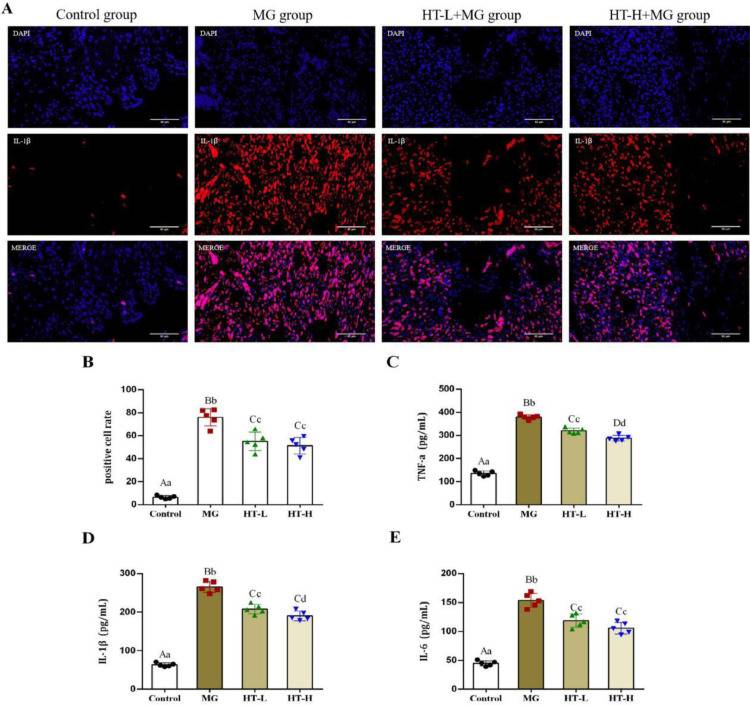 A
Control group
MG group
HT-L+MG group
HT-H+MG group
DAPI
DAPI
DAPI
DAPI
IL-1β
IL-1β
IL-1β
IL-1β
MERGE
MERGE
MERGE
MERGE
B
positive cell rate
100
80
60
40
20
0
Aa
Bb
Cc
Cc
Control
MG
HT-L
HT-H
C
TNF-a (pg/mL)
500
400
300
200
100
0
Aa
Bb
Cc
Dd
Control
MG
HT-L
HT-H
D
IL-1β (pg/mL)
300
200
100
0
Aa
Bb
Cc
Cd
Control
MG
HT-L
HT-H
E
IL-6 (pg/mL)
200
150
100
50
0
Aa
Bb
Cc
Cc
Control
MG
HT-L
HT-H